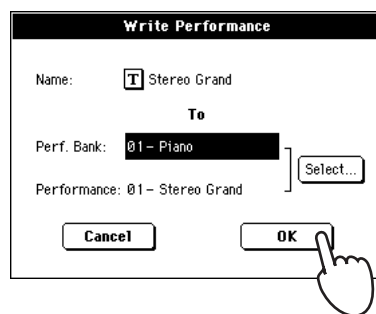 Write Performance
Name: T Stereo Grand
To
Perf. Bank: 01- Piano
Select...
Performance: 01- Stereo Grand
Cancel OK